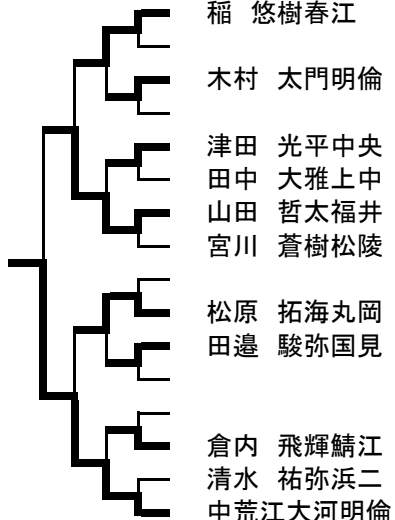 稲 悠樹春江
木村 太門明倫
津田 光平中央
田中 大雅上中
山田 哲太福井
宮川 蒼樹松陵
松原 拓海丸岡
田邉 駿弥国見
倉内 飛輝鯖江
清水 祐弥浜二
中荒江大河明倫